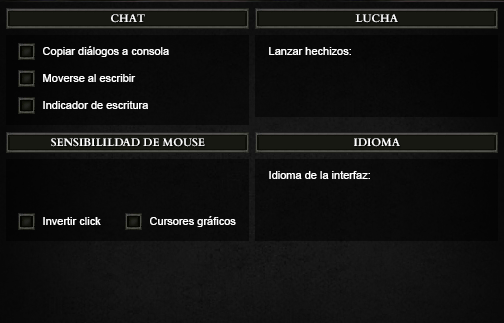 CHAT
Copiar diálogos a consola
Moverse al escribir
Indicador de escritura
LUCHA
Lanzar hechizos:
SENSIBILILDAD DE MOUSE
Invertir click
Cursores gráficos
IDIOMA
Idioma de la interfaz: